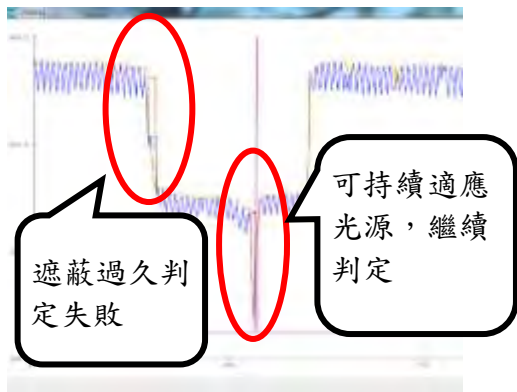 遮蔽過久判
定失敗
可持續適應
光源，繼續
判定